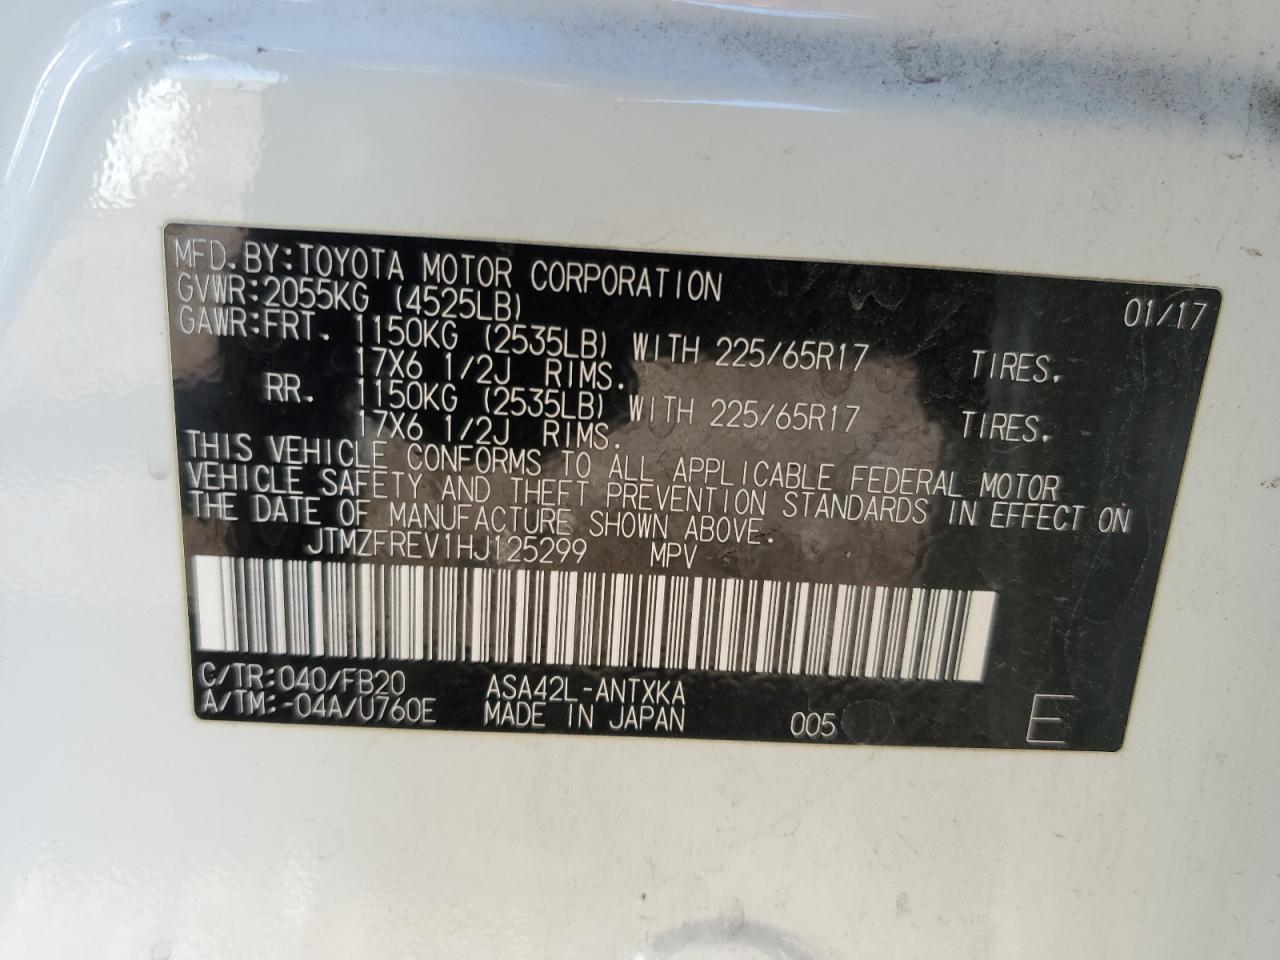 MFD.BY:TOYOTA MOTOR CORPORATION 01/17
GVWR:2055KG (4525LB)
GAWR:FRT. 1150KG (2535LB) WITH 225/65R17 TIRES.
17X6 1/2J RIMS.
RR. 1150KG (2535LB) WITH 225/65R17 TIRES.
17X6 1/2J RIMS.
THIS VEHICLE CONFORMS TO ALL APPLICABLE FEDERAL MOTOR
VEHICLE SAFETY AND THEFT PREVENTION STANDARDS IN EFFECT ON
THE DATE OF MANUFACTURE SHOWN ABOVE.
JTMZFREV1HJ125299 MPV
C/TR:040/FB20 ASA42L-ANTXKA
A/TM:-04A/U760E MADE IN JAPAN 005 E